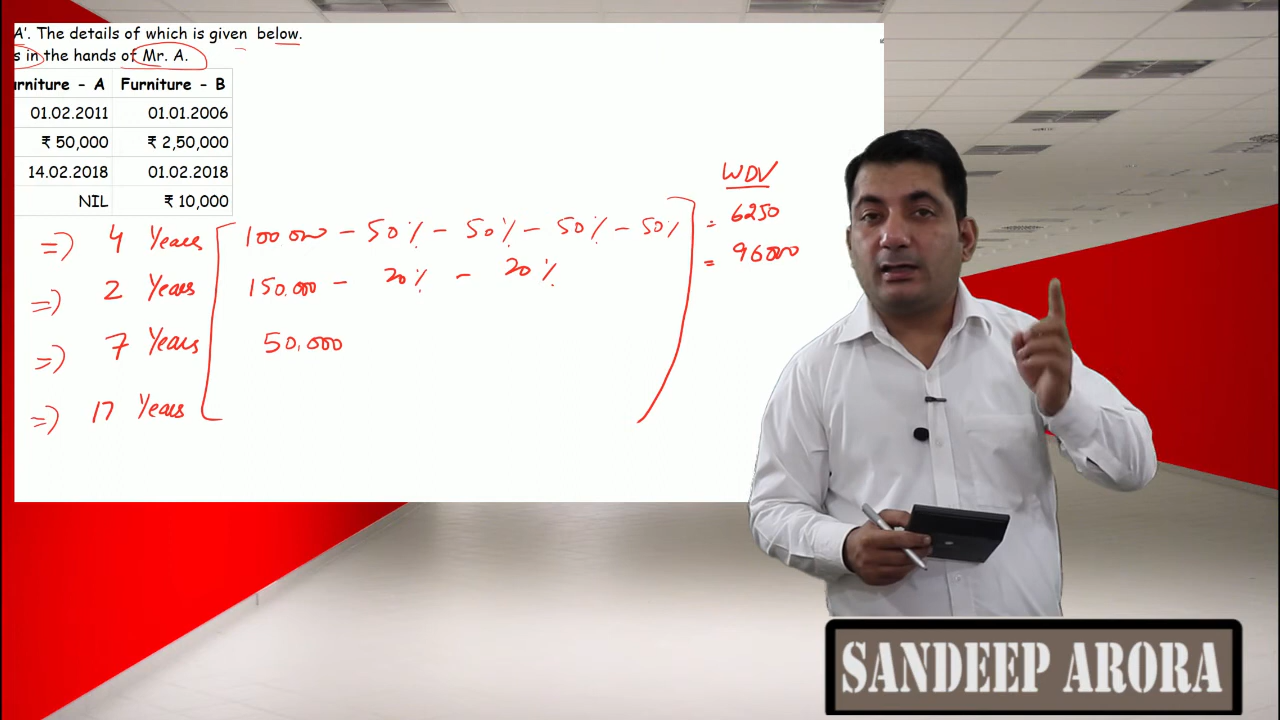 A'. The details of which is given below.
s in the hands of Mr. A.
urniture - A Furniture - B
01.02.2011 01.01.2006
₹ 50,000 ₹ 2,50,000
14.02.2018 01.02.2018
NIL ₹ 10,000
WDV
=) 4 Years 100000 - 50% - 50% - 50% - 50% = 6250
=) 2 Years 150.000 - 20% - 20% = 96000
=) 7 Years 50.000
=) 17 Years
SANDEEP ARORA